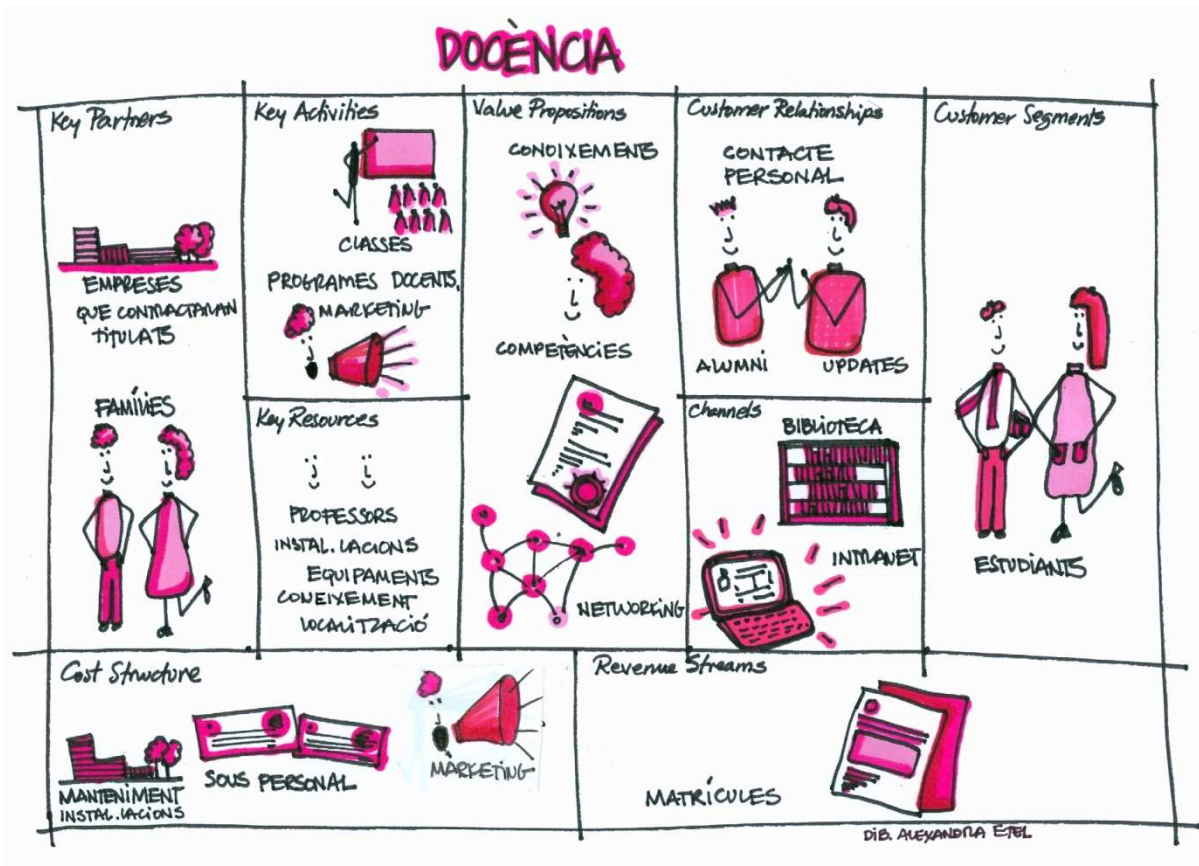 DOCÈNCIA
Key Partners
EMPRESES
QUE CONTRACTARAN
TITULATS
FAMÍLIES
Key Activities
CLASSES
PROGRAMES DOCENTS,
MARKETING
Key Resources
PROFESSORS
INSTAL.LACIONS
EQUIPAMENTS
CONEIXEMENT
LOCALITZACIÓ
Value Propositions
CONOIXEMENTS
COMPETÈNCIES
NETWORKING
Customer Relationships
CONTACTE
PERSONAL
ALUMNI
UPDATES
Channels
BIBLIOTECA
INTRANET
Customer Segments
ESTUDIANTS
Cost Structure
MANTENIMENT
INSTAL.LACIONS
SOUS PERSONAL
MARKETING
Revenue Streams
MATRÍCULES
DIB. ALEXANDRA ETEL